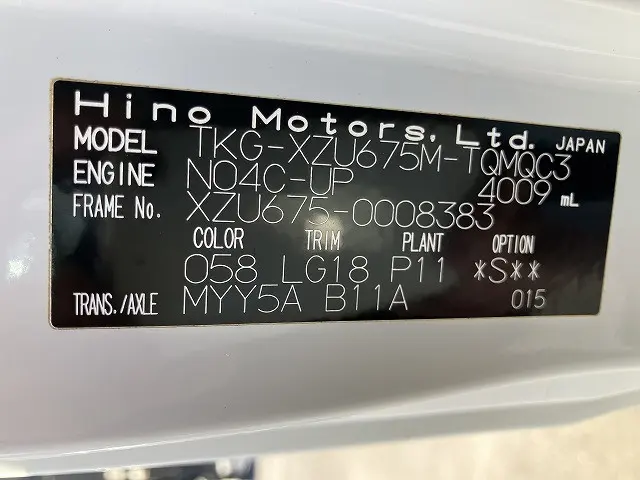 Hino Motors, Ltd. JAPAN
MODEL TKG-XZU675M-TQMQC3
ENGINE N04C-UP 4009 mL
FRAME No. XZU675-0008383
COLOR TRIM PLANT OPTION
058 LG18 P11 *S**
TRANS./AXLE MYY5A B11A 015